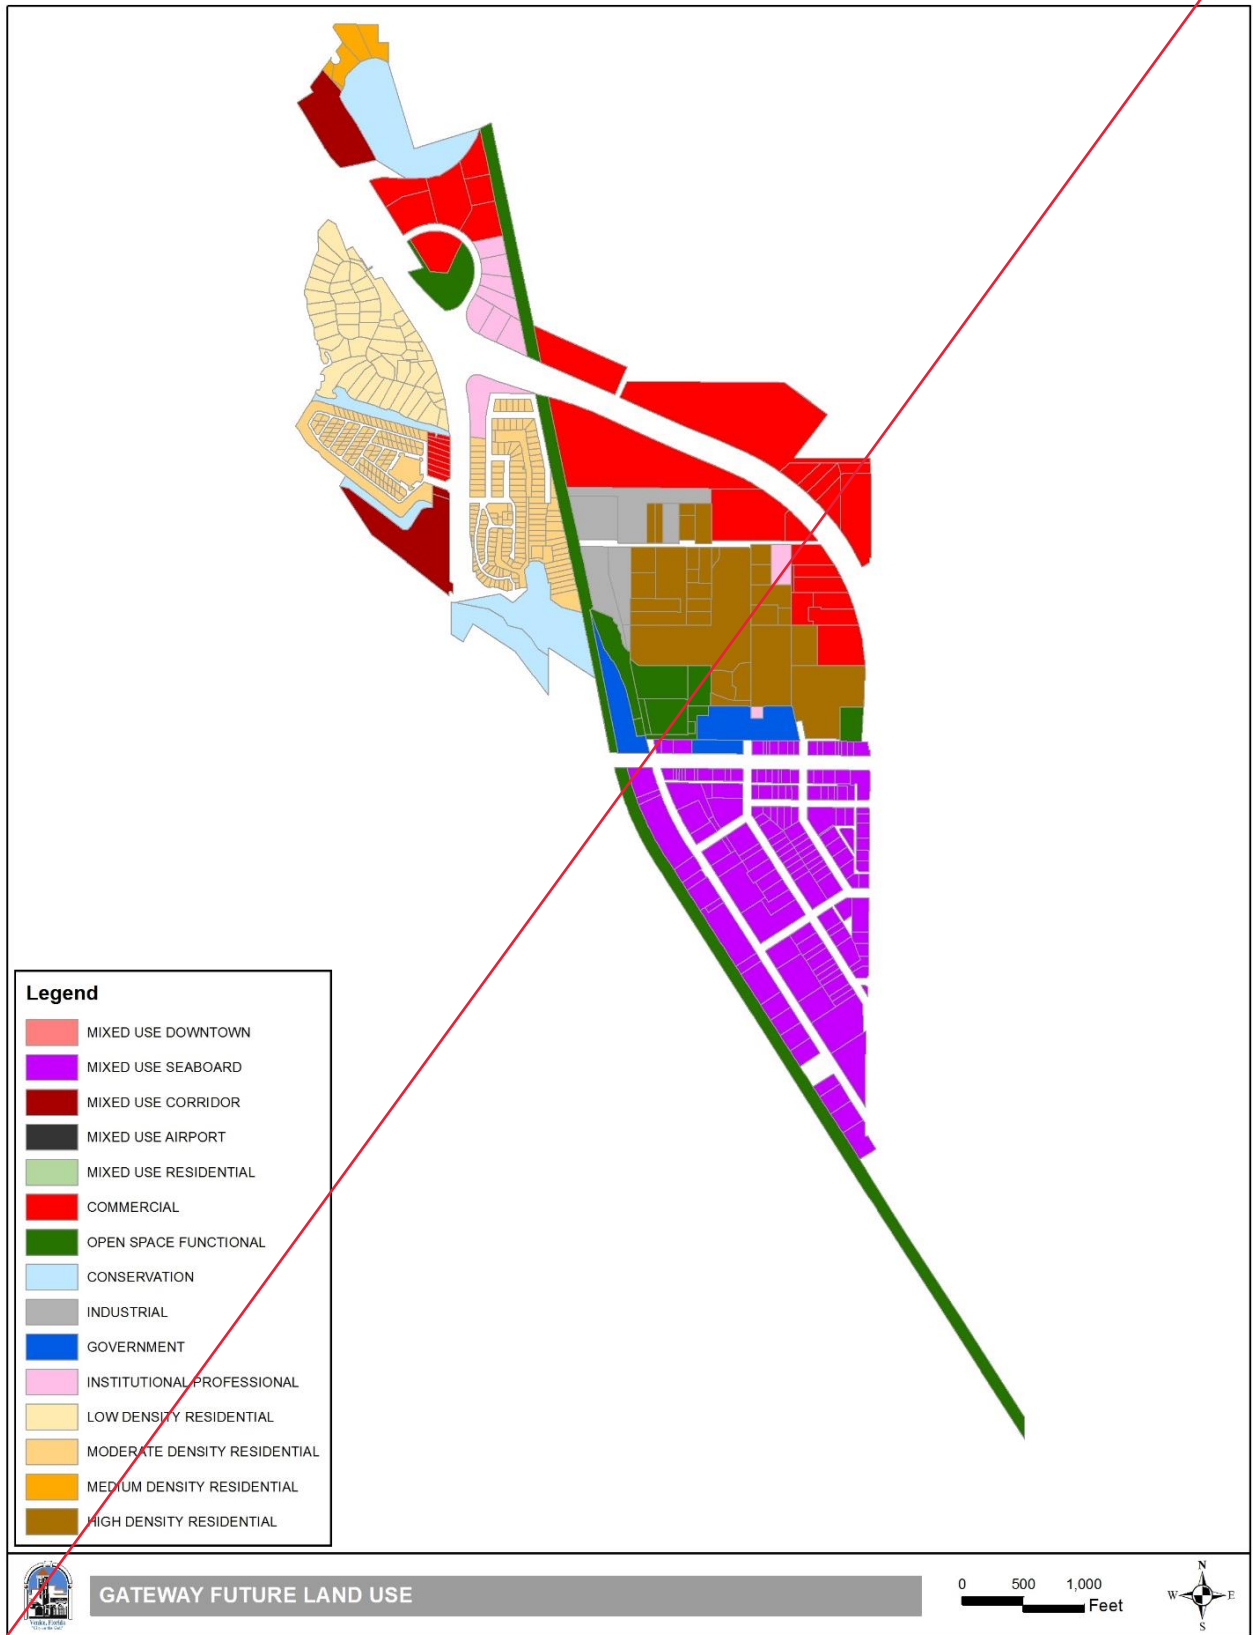 Legend
MIXED USE DOWNTOWN
MIXED USE SEABOARD
MIXED USE CORRIDOR
MIXED USE AIRPORT
MIXED USE RESIDENTIAL
COMMERCIAL
OPEN SPACE FUNCTIONAL
CONSERVATION
INDUSTRIAL
GOVERNMENT
INSTITUTIONAL PROFESSIONAL
LOW DENSITY RESIDENTIAL
MODERATE DENSITY RESIDENTIAL
MEDIUM DENSITY RESIDENTIAL
HIGH DENSITY RESIDENTIAL
Venice, Florida
GATEWAY FUTURE LAND USE
0 500 1,000
Feet
N
W E
S